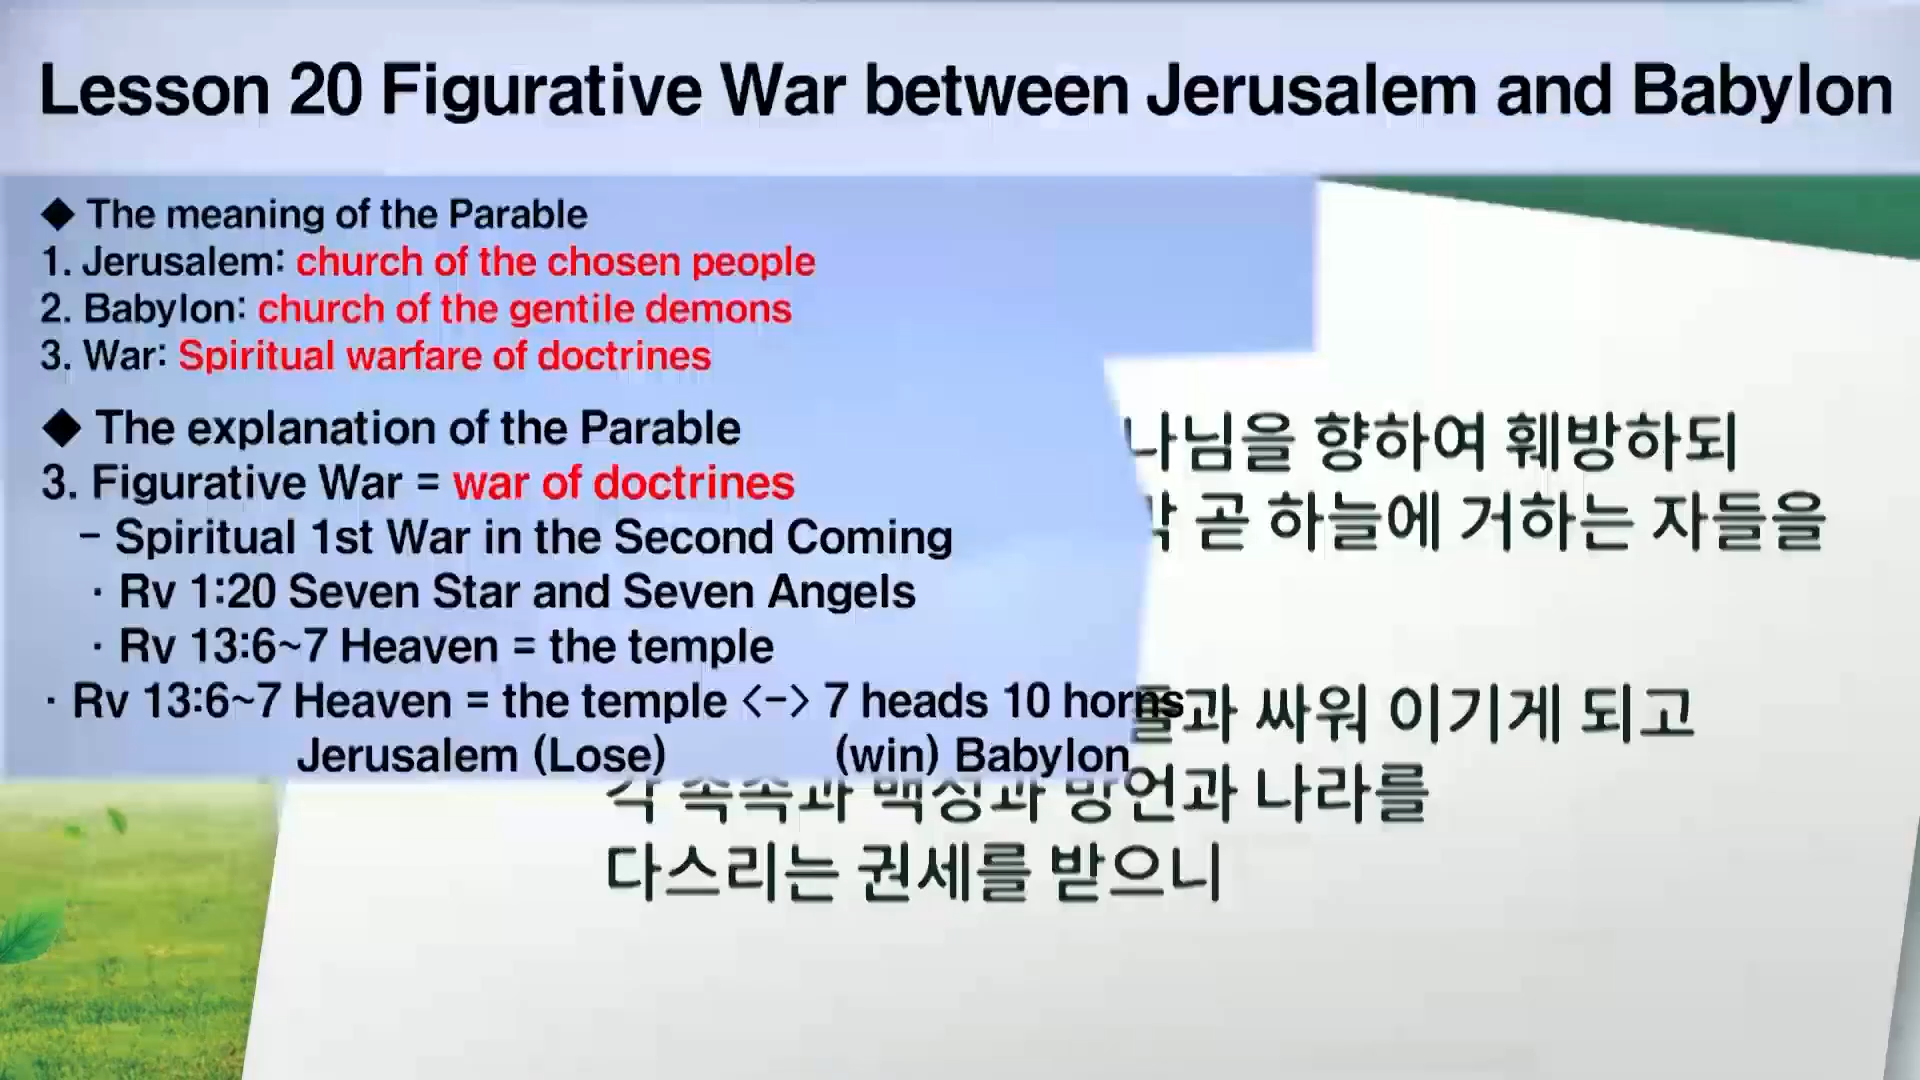 Lesson 20 Figurative War between Jerusalem and Babylon
◆ The meaning of the Parable
1. Jerusalem: church of the chosen people
2. Babylon: church of the gentile demons
3. War: Spiritual warfare of doctrines
◆ The explanation of the Parable
3. Figurative War = war of doctrines
- Spiritual 1st War in the Second Coming
· Rv 1:20 Seven Star and Seven Angels
· Rv 13:6~7 Heaven = the temple
· Rv 13:6~7 Heaven = the temple <-> 7 heads 10 horns
Jerusalem (Lose) (win) Babylon
향하여 훼방하되
곧 하늘에 거하는 자들을
싸워 이기게 되고
나라를
다스리는 권세를 받으니